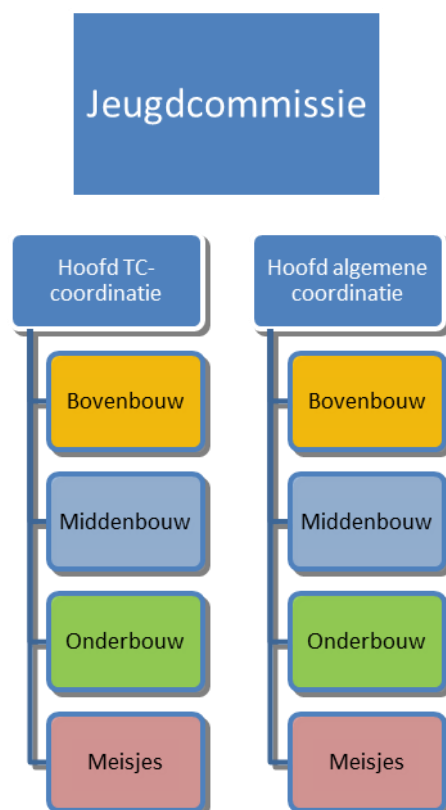 Jeugdcommissie
Hoofd TC-
coordinatie
Bovenbouw
Middenbouw
Onderbouw
Meisjes
Hoofd algemene
coordinatie
Bovenbouw
Middenbouw
Onderbouw
Meisjes